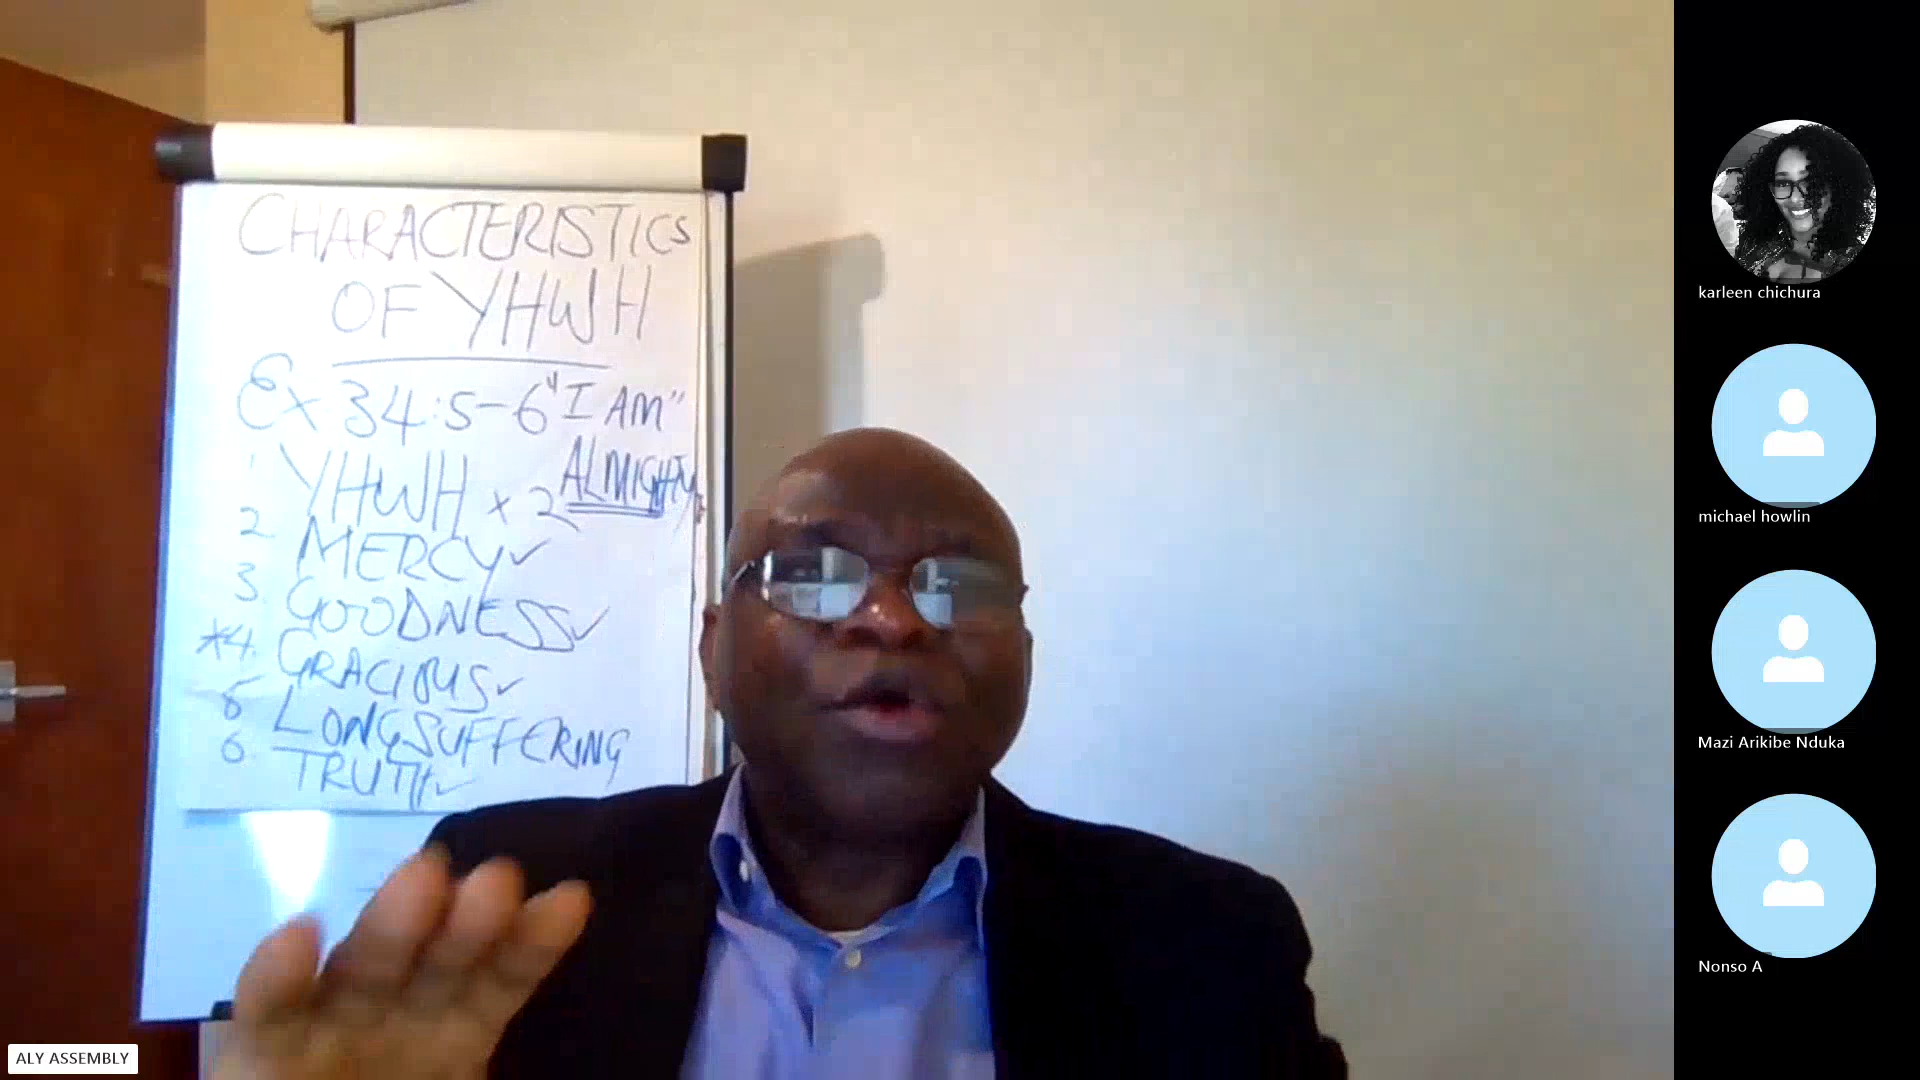 CHARACTERISTICS
OF YHWH
Ex 34:5-6 "I AM"
1 YHWH x 2 ALMIGHTY
2 MERCY ✓
3. GOODNESS ✓
*4. GRACIOUS ✓
5 LONGSUFFERING
6. TRUTH ✓
karleen chichura
michael howlin
Mazi Arikibe Nduka
Nonso A
ALY ASSEMBLY